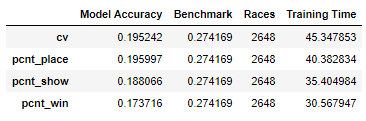 Model Accuracy Benchmark Races Training Time
cv 0.195242 0.274169 2648 45.347853
pcnt_place 0.195997 0.274169 2648 40.382834
pcnt_show 0.188066 0.274169 2648 35.404984
pcnt_win 0.173716 0.274169 2648 30.567947